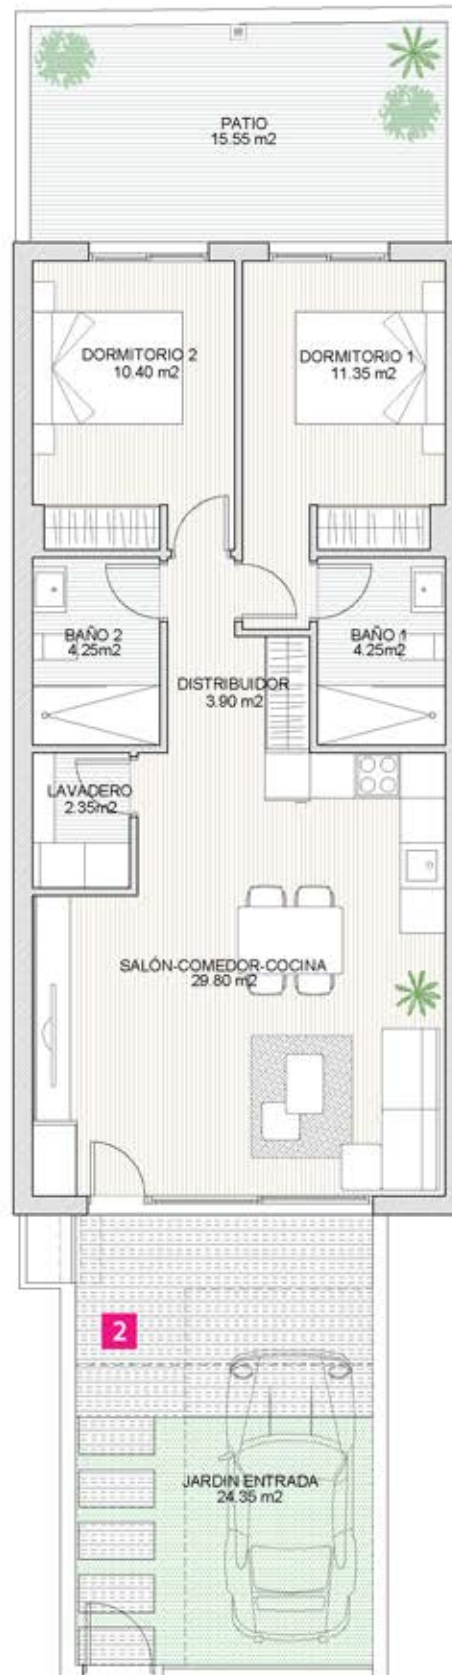 PATIO
15.55 m2
DORMITORIO 2
10.40 m2
DORMITORIO 1
11.35 m2
BAÑO 2
4.25m2
BAÑO 1
4.25m2
DISTRIBUIDOR
3.90 m2
LAVADERO
2.35m2
SALÓN-COMEDOR-COCINA
29.80 m2
2
JARDIN ENTRADA
24.35 m2